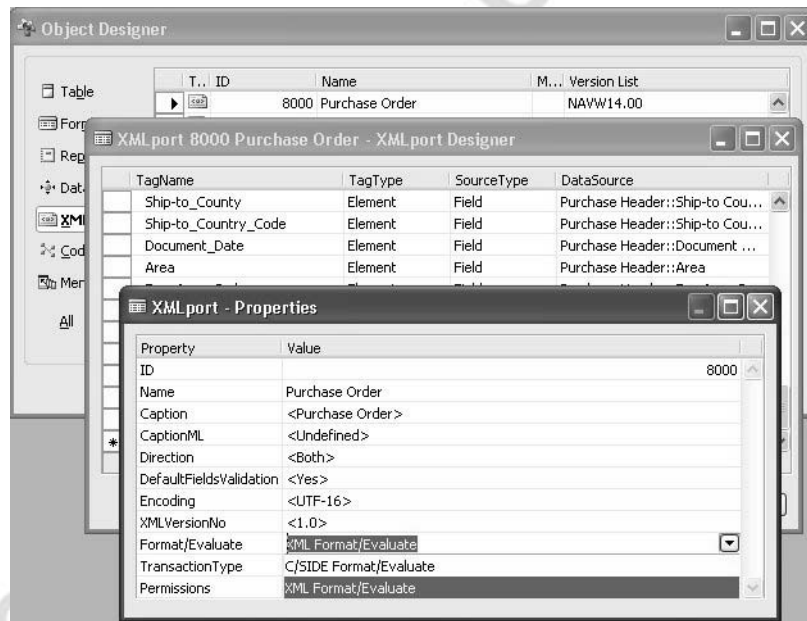 Object Designer
Table
T.. ID Name M... Version List
8000 Purchase Order NAVW14.00
Form
XMLport 8000 Purchase Order - XMLport Designer
Rep
TagName TagType SourceType DataSource
Dat
Ship-to_County Element Field Purchase Header::Ship-to Cou...
XMl
Ship-to_Country_Code Element Field Purchase Header::Ship-to Cou...
Cod
Document_Date Element Field Purchase Header::Document ...
Area Element Field Purchase Header::Area
Mer
All
XMLport - Properties
Property Value
ID 8000
Name Purchase Order
Caption <Purchase Order>
CaptionML <Undefined>
Direction <Both>
DefaultFieldsValidation <Yes>
Encoding <UTF-16>
XMLVersionNo <1.0>
Format/Evaluate XML Format/Evaluate
TransactionType C/SIDE Format/Evaluate
Permissions XML Format/Evaluate